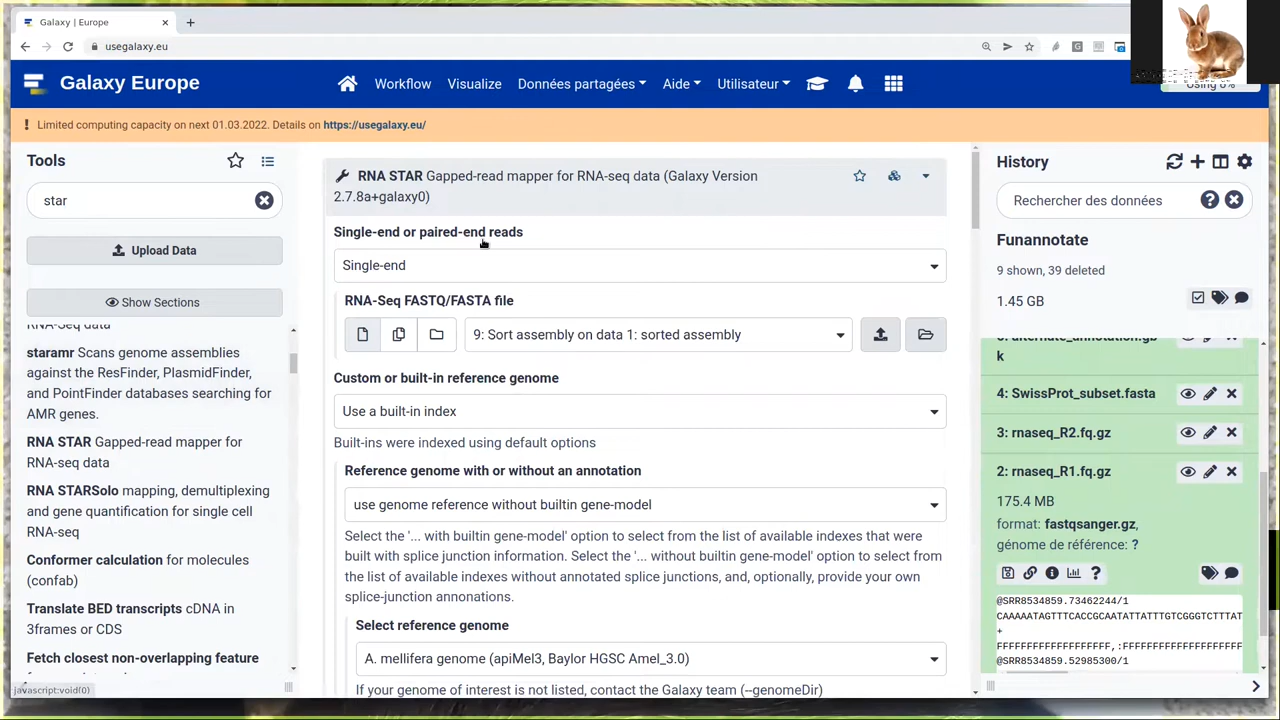 Galaxy | Europe
usegalaxy.eu
Galaxy Europe
Workflow Visualize Données partagées Aide Utilisateur
Using 6%
! Limited computing capacity on next 01.03.2022. Details on https://usegalaxy.eu/
Tools
star
Upload Data
Show Sections
RNA-Seq data
staramr Scans genome assemblies
against the ResFinder, PlasmidFinder,
and PointFinder databases searching for
AMR genes.
RNA STAR Gapped-read mapper for
RNA-seq data
RNA STARSolo mapping, demultiplexing
and gene quantification for single cell
RNA-seq
Conformer calculation for molecules
(confab)
Translate BED transcripts cDNA in
3frames or CDS
Fetch closest non-overlapping feature
javascript:void(0)
RNA STAR Gapped-read mapper for RNA-seq data (Galaxy Version
2.7.8a+galaxy0)
Single-end or paired-end reads
Single-end
RNA-Seq FASTQ/FASTA file
9: Sort assembly on data 1: sorted assembly
Custom or built-in reference genome
Use a built-in index
Built-ins were indexed using default options
Reference genome with or without an annotation
use genome reference without builtin gene-model
Select the '... with builtin gene-model' option to select from the list of available indexes that were
built with splice junction information. Select the '... without builtin gene-model' option to select from
the list of available indexes without annotated splice junctions, and, optionally, provide your own
splice-junction annonations.
Select reference genome
A. mellifera genome (apiMel3, Baylor HGSC Amel_3.0)
If your genome of interest is not listed, contact the Galaxy team (--genomeDir)
History
Rechercher des données
Funannotate
9 shown, 39 deleted
1.45 GB
alternate_annotation.gb
k
4: SwissProt_subset.fasta
3: rnaseq_R2.fq.gz
2: rnaseq_R1.fq.gz
175.4 MB
format: fastqsanger.gz,
génome de référence: ?
@SRR8534859.73462244/1
CAAAAATAGTTTCACCGCAATATTATTTGTCGGGTCTTTAT
+
FFFFFFFFFFFFFFFFFFF,:FFFFFFFFFFFFFFFFFFFF
@SRR8534859.52985300/1